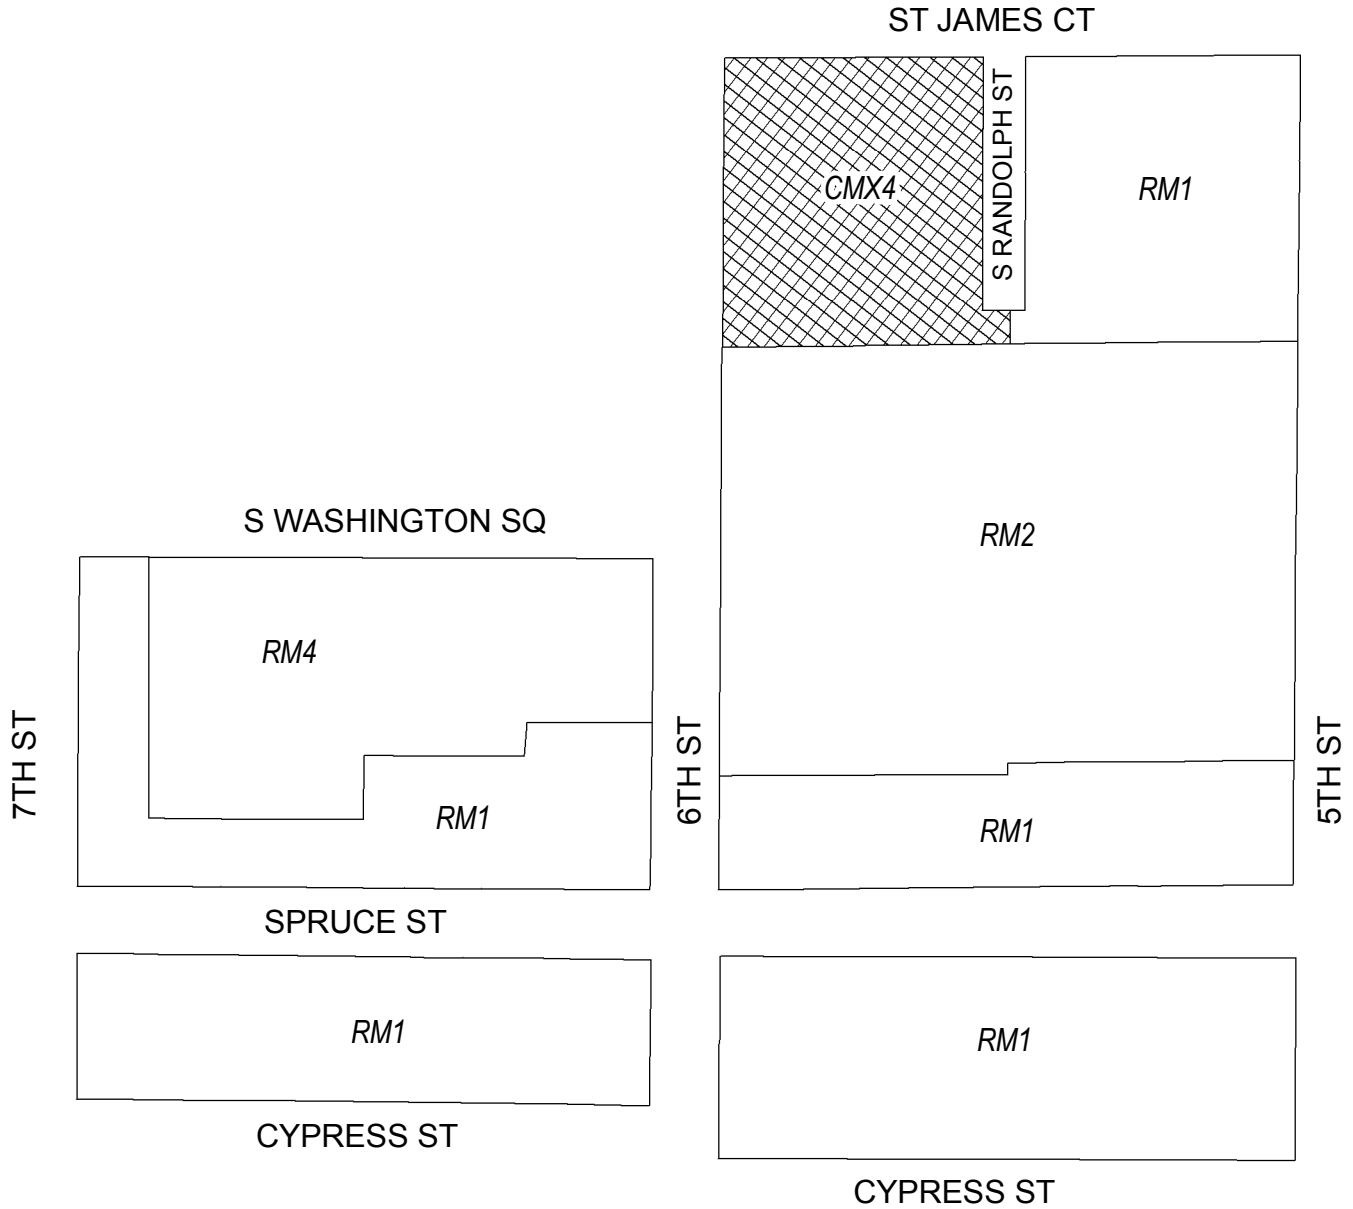 ST JAMES CT
S RANDOLPH ST
CMX4
RM1
S WASHINGTON SQ
RM2
RM4
7TH ST
6TH ST
5TH ST
RM1
RM1
SPRUCE ST
RM1
RM1
CYPRESS ST
CYPRESS ST